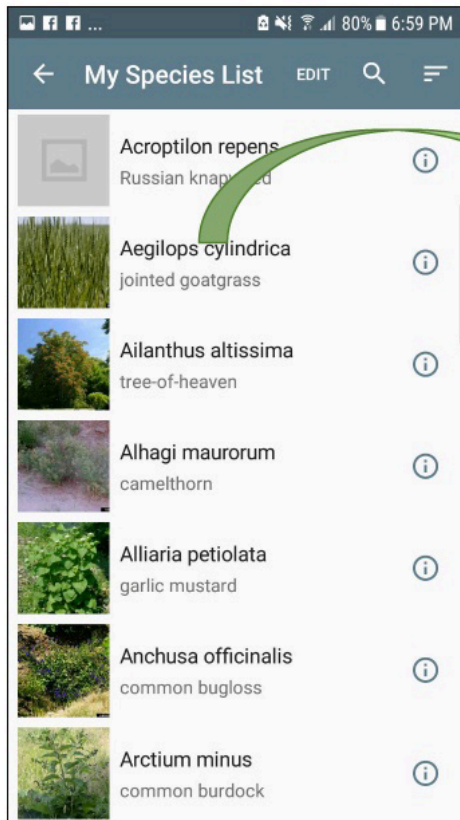 ... 80% 6:59 PM
My Species List EDIT
Acroptilon repens
Russian knapweed
Aegilops cylindrica
jointed goatgrass
Ailanthus altissima
tree-of-heaven
Alhagi maurorum
camelthorn
Alliaria petiolata
garlic mustard
Anchusa officinalis
common bugloss
Arctium minus
common burdock